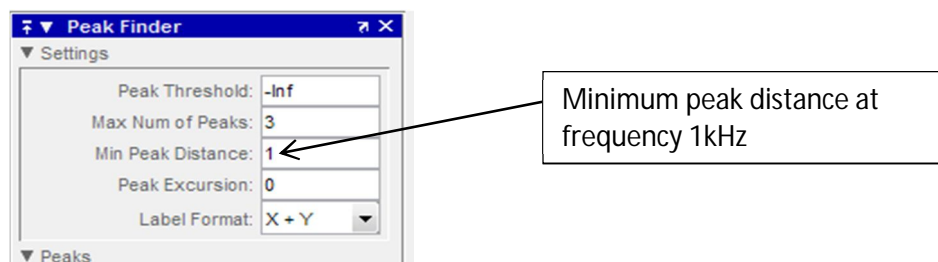 Peak Finder
Settings
Peak Threshold: -Inf
Max Num of Peaks: 3
Min Peak Distance: 1
Peak Excursion: 0
Label Format: X + Y
Peaks
Minimum peak distance at
frequency 1kHz